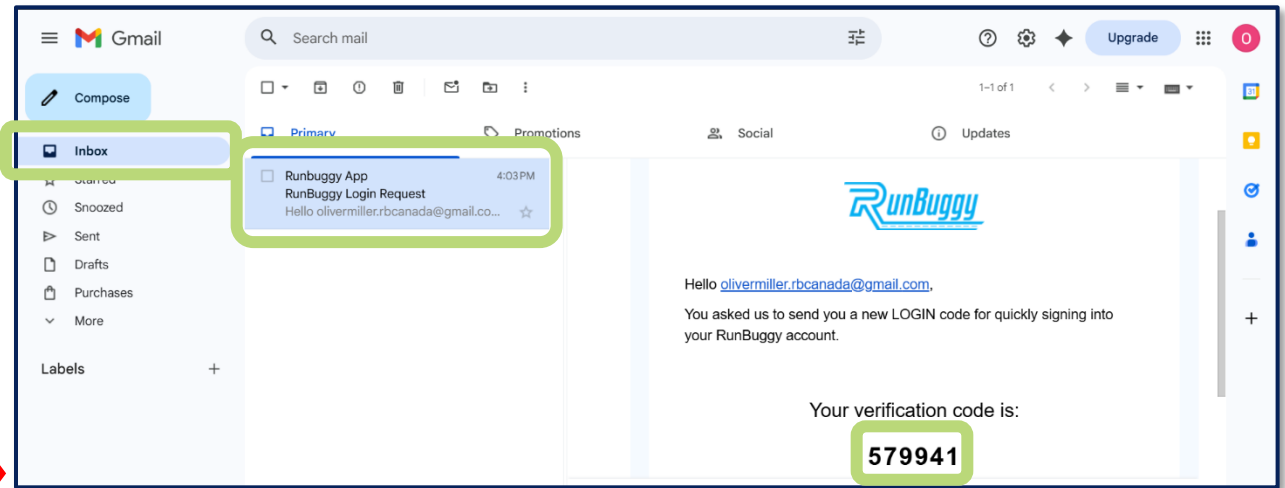 Gmail
Search mail
Upgrade
O
Compose
1–1 of 1
31
Primary
Promotions
Social
Updates
Inbox
Starred
Snoozed
Sent
Drafts
Purchases
More
Labels
Runbuggy App 4:03 PM
RunBuggy Login Request
Hello olivermiller.rbcanada@gmail.co...
RunBuggy
Hello olivermiller.rbcanada@gmail.com,
You asked us to send you a new LOGIN code for quickly signing into
your RunBuggy account.
Your verification code is:
579941